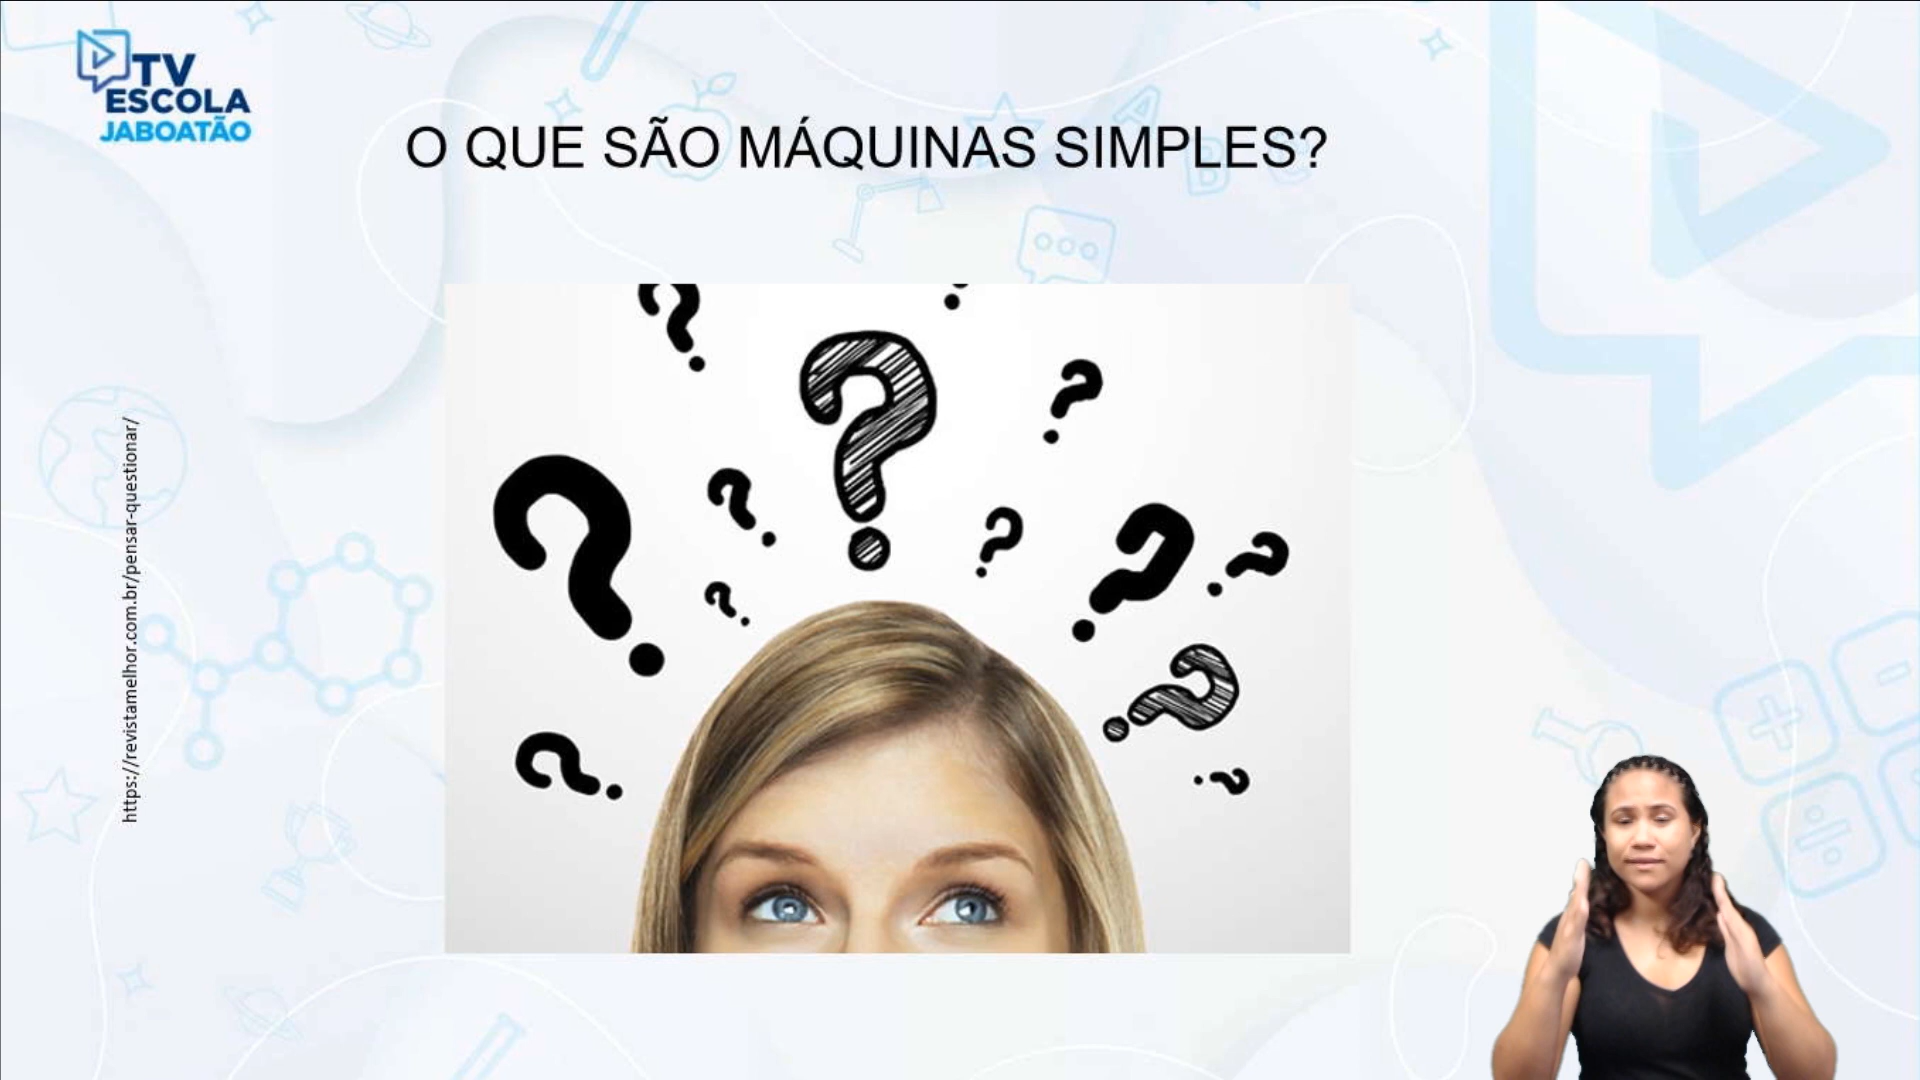 TV
ESCOLA
JABOATÃO
O QUE SÃO MÁQUINAS SIMPLES?
https://revistamelhor.com.br/pensar-questionar/